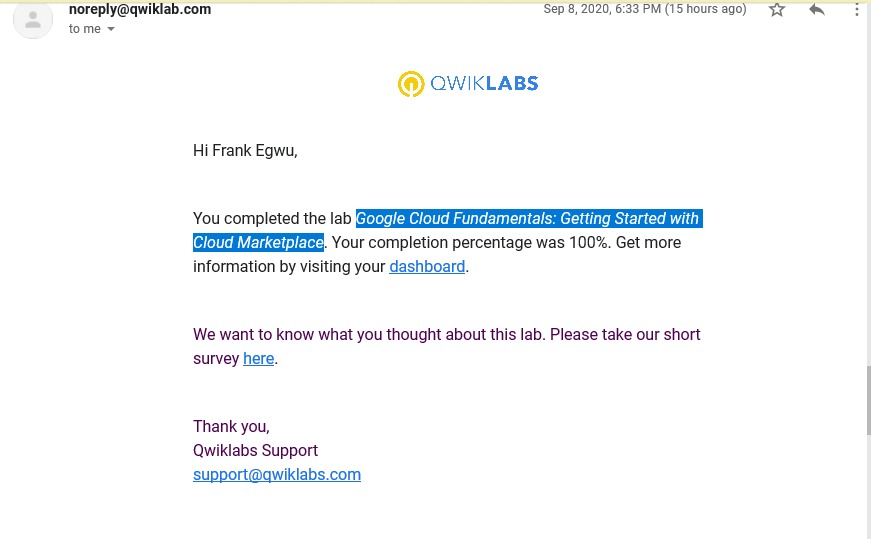 noreply@qwiklab.com
Sep 8, 2020, 6:33 PM (15 hours ago)
to me
QWIKLABS
Hi Frank Egwu,
You completed the lab Google Cloud Fundamentals: Getting Started with
Cloud Marketplace. Your completion percentage was 100%. Get more
information by visiting your dashboard.
We want to know what you thought about this lab. Please take our short
survey here.
Thank you,
Qwiklabs Support
support@qwiklabs.com